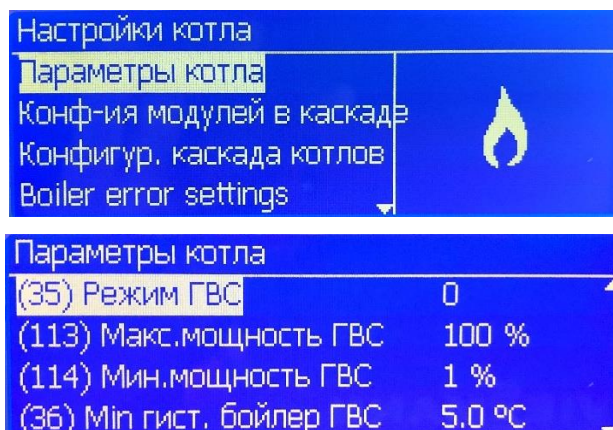 Настройки котла
Параметры котла
Конф-ия модулей в каскаде
Конфигур. каскада котлов
Boiler error settings
Параметры котла
(35) Режим ГВС 0
(113) Макс.мощность ГВС 100 %
(114) Мин.мощность ГВС 1 %
(36) Min гист. бойлер ГВС 5.0 ºC